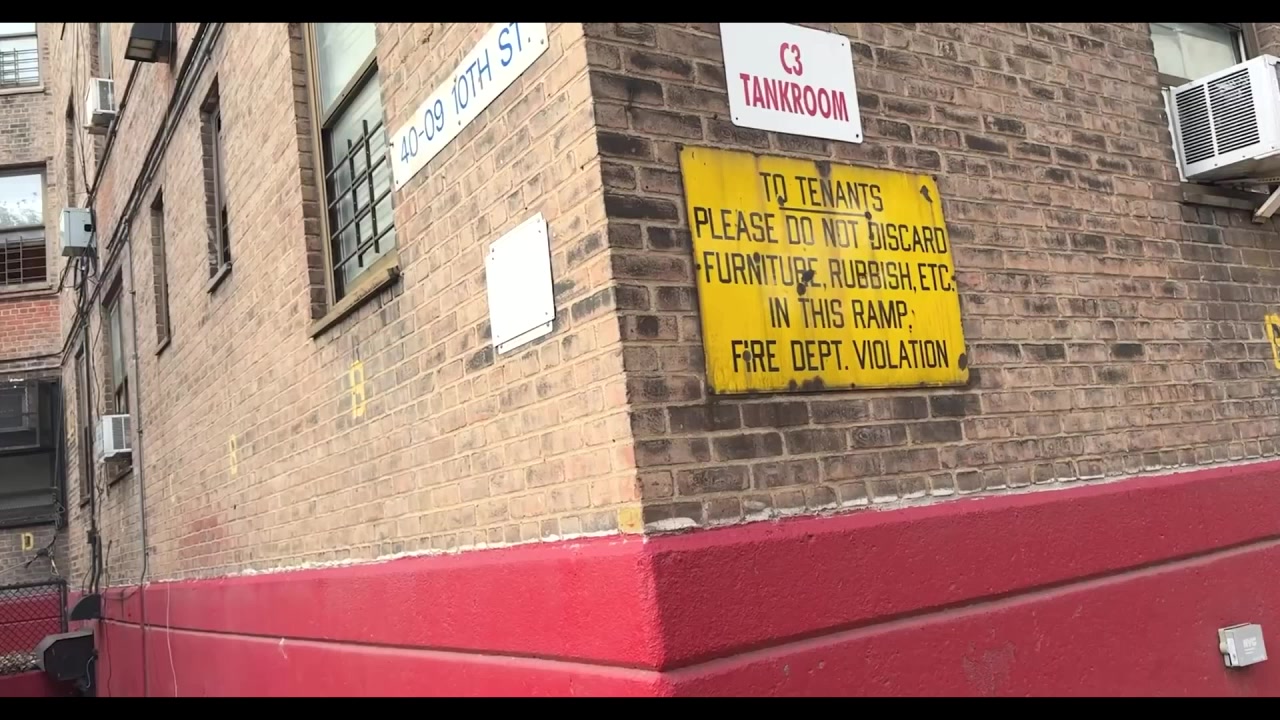 40-09 10TH ST.
C3
TANKROOM
TO TENANTS
PLEASE DO NOT DISCARD
FURNITURE, RUBBISH, ETC.
IN THIS RAMP.
FIRE DEPT. VIOLATION
B
B
D